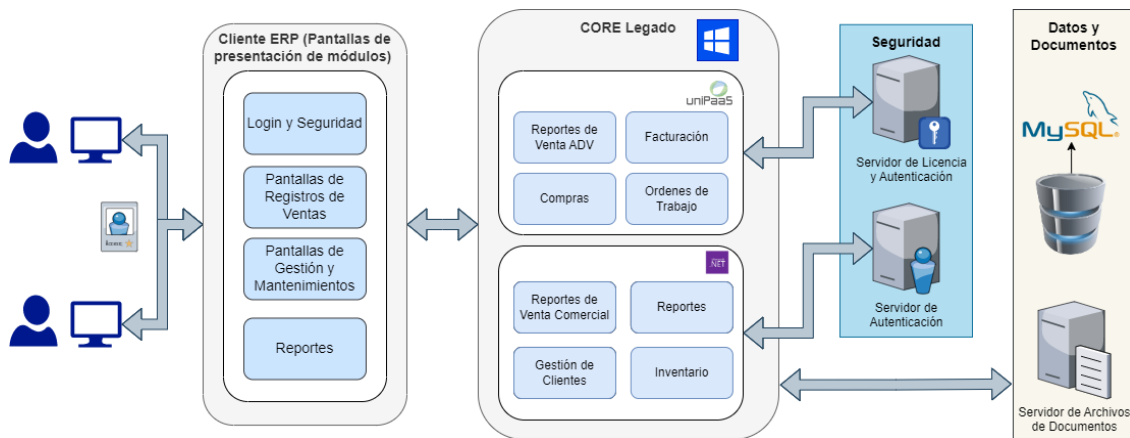 Cliente ERP (Pantallas de
presentación de módulos)
Login y Seguridad
Pantallas de
Registros de
Ventas
Pantallas de
Gestión y
Mantenimientos
Reportes
CORE Legado
uniPaaS
Reportes de
Venta ADV
Facturación
Compras
Ordenes de
Trabajo
.NET
Reportes de
Venta Comercial
Reportes
Gestión de
Clientes
Inventario
Seguridad
Servidor de Licencia
y Autenticación
Servidor de
Autenticación
Datos y
Documentos
MySQL
Servidor de Archivos
de Documentos